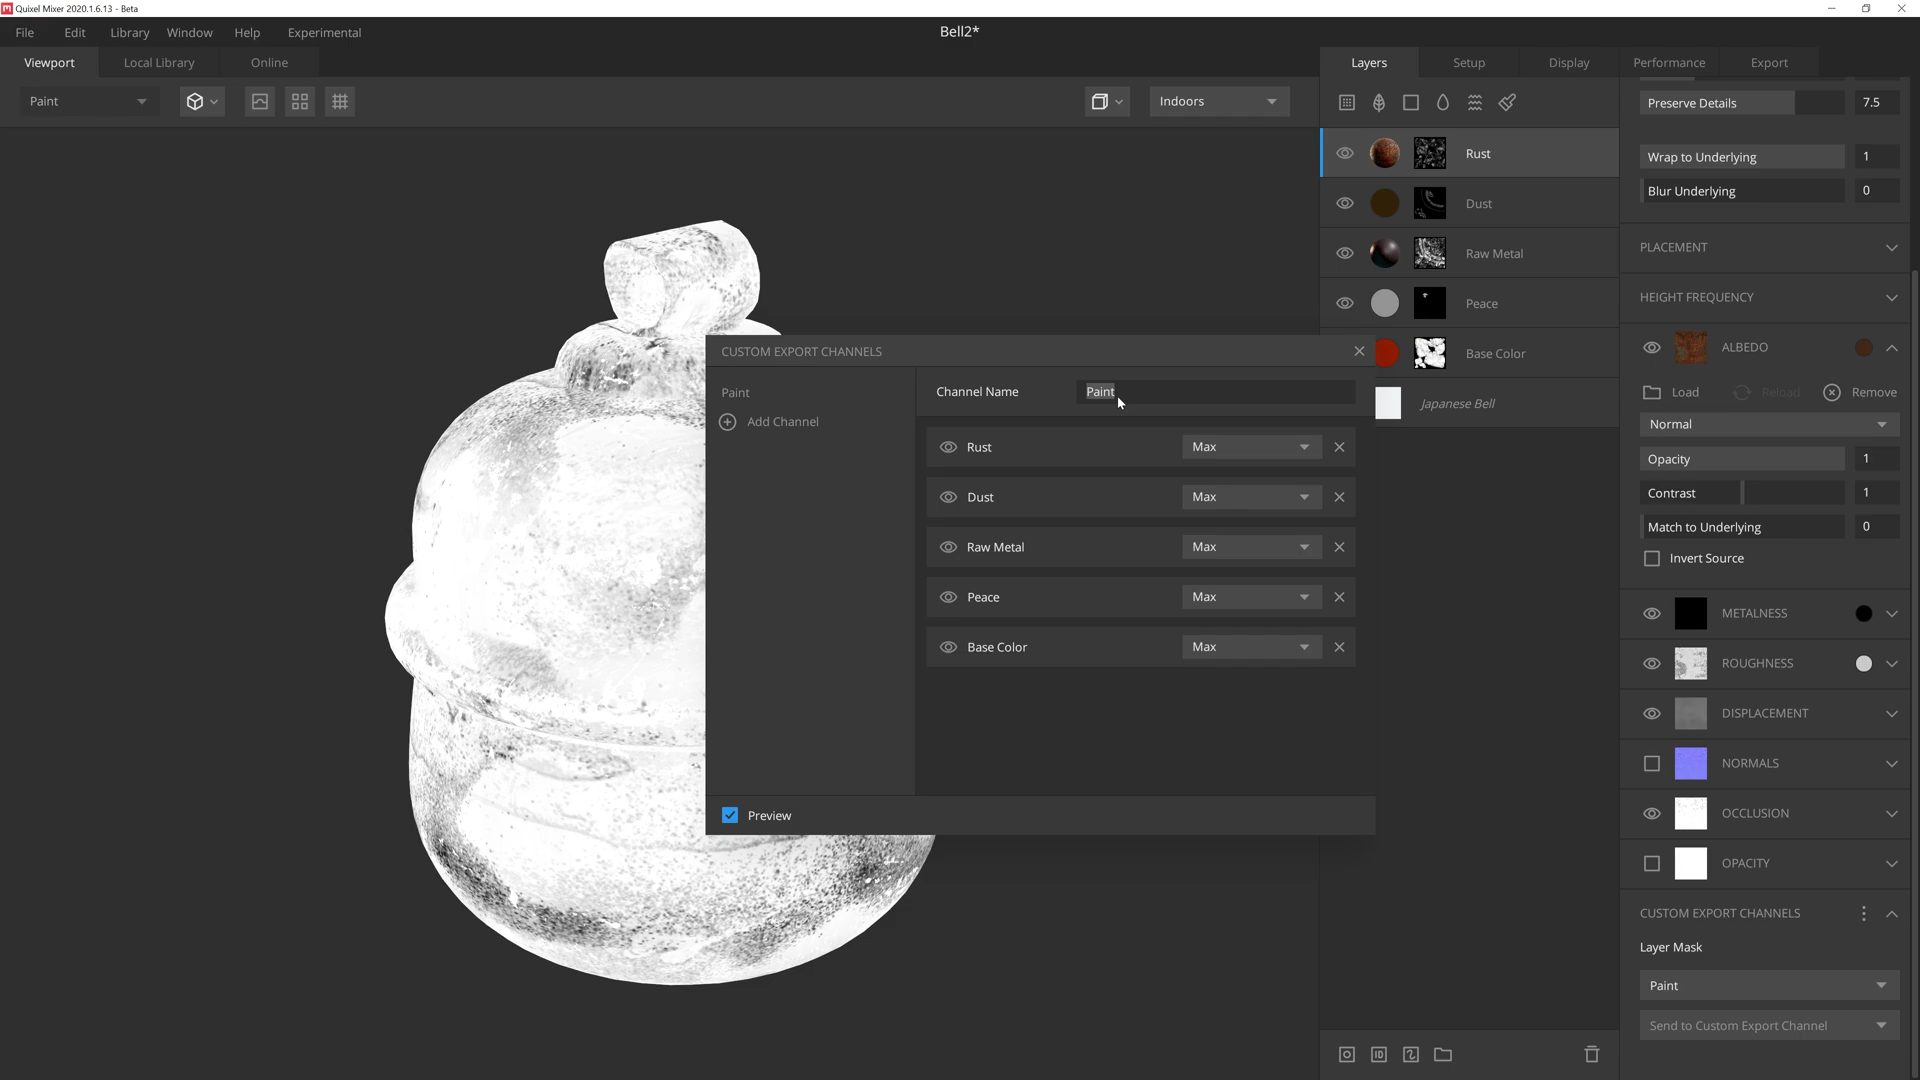 Quixel Mixer 2020.1.6.13 - Beta
File Edit Library Window Help Experimental
Bell2*
Viewport Local Library Online
Layers Setup Display Performance Export
Paint
Indoors
Preserve Details 7.5
Rust
Wrap to Underlying 1
Blur Underlying 0
Dust
PLACEMENT
Raw Metal
HEIGHT FREQUENCY
Peace
ALBEDO
Base Color
Load Reload Remove
Japanese Bell
Normal
Opacity 1
Contrast 1
Match to Underlying 0
Invert Source
METALNESS
ROUGHNESS
DISPLACEMENT
NORMALS
OCCLUSION
OPACITY
CUSTOM EXPORT CHANNELS
Layer Mask
Paint
Send to Custom Export Channel
CUSTOM EXPORT CHANNELS
Paint
Add Channel
Channel Name Paint
Rust Max
Dust Max
Raw Metal Max
Peace Max
Base Color Max
Preview
ID